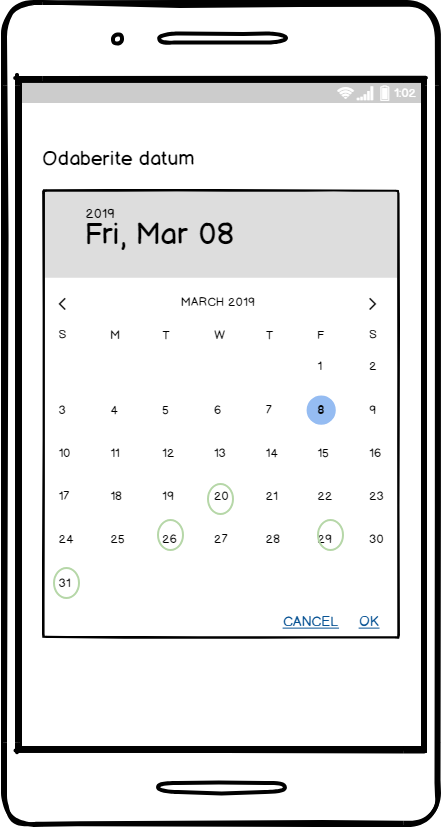 1:02
Odaberite datum
2019
Fri, Mar 08
MARCH 2019
S M T W T F S
1 2
3 4 5 6 7 8 9
10 11 12 13 14 15 16
17 18 19 20 21 22 23
24 25 26 27 28 29 30
31
CANCEL OK